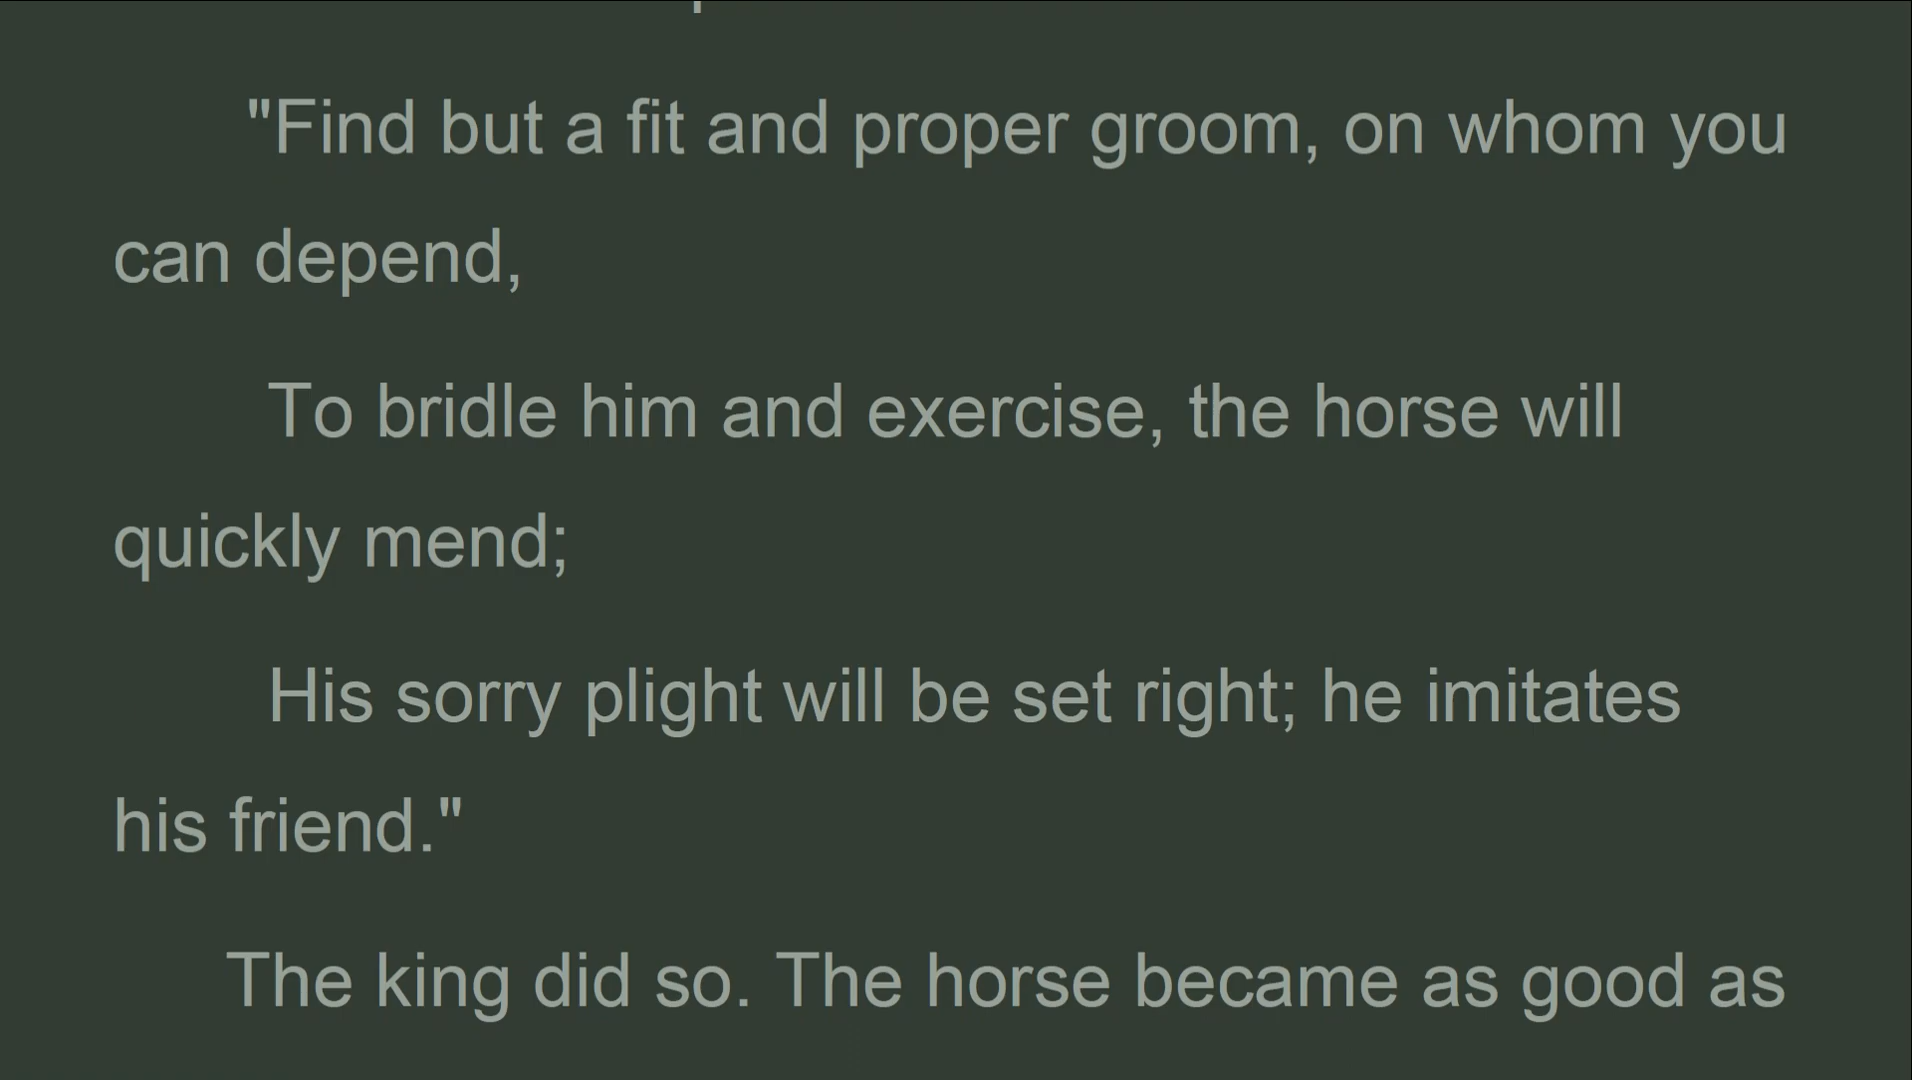 "Find but a fit and proper groom, on whom you
can depend,
To bridle him and exercise, the horse will
quickly mend;
His sorry plight will be set right; he imitates
his friend."
The king did so. The horse became as good as